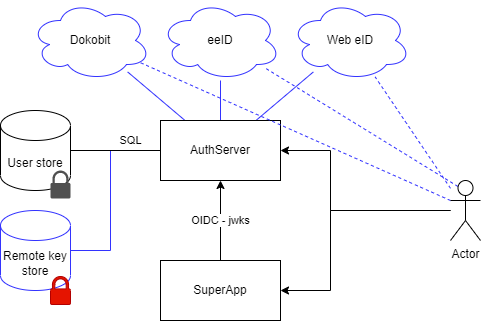 Dokobit
eeID
Web eID
SQL
AuthServer
User store
OIDC - jwks
Remote key
store
SuperApp
Actor